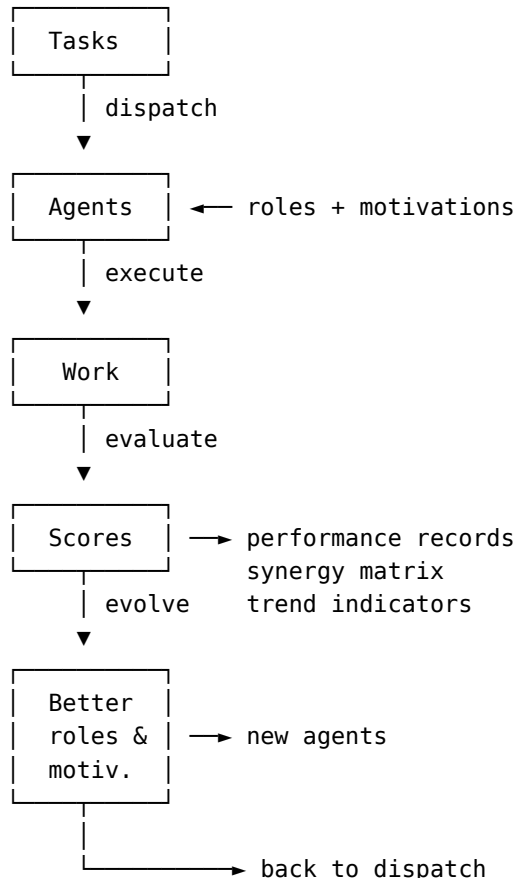 Tasks
dispatch
Agents ◄── roles + motivations
execute
Work
evaluate
Scores ──► performance records
synergy matrix
evolve trend indicators
Better
roles & ──► new agents
motiv.
back to dispatch